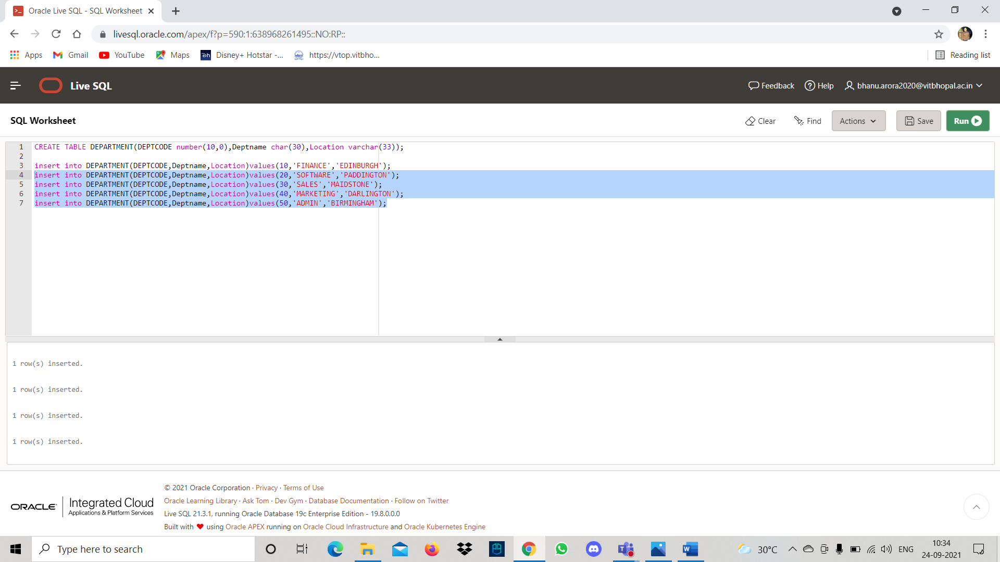 Oracle Live SQL - SQL Worksheet
livesql.oracle.com/apex/f?p=590:1:638968261495::NO:RP::
Apps Gmail YouTube Maps Disney+ Hotstar -... https://vtop.vitbho... Reading list
Live SQL Feedback Help bhanu.arora2020@vitbhopal.ac.in
SQL Worksheet Clear Find Actions Save Run
1 CREATE TABLE DEPARTMENT(DEPTCODE number(10,0),Deptname char(30),Location varchar(33));
2
3 insert into DEPARTMENT(DEPTCODE,Deptname,Location)values(10,'FINANCE','EDINBURGH');
4 insert into DEPARTMENT(DEPTCODE,Deptname,Location)values(20,'SOFTWARE','PADDINGTON');
5 insert into DEPARTMENT(DEPTCODE,Deptname,Location)values(30,'SALES','MAIDSTONE');
6 insert into DEPARTMENT(DEPTCODE,Deptname,Location)values(40,'MARKETING','DARLINGTON');
7 insert into DEPARTMENT(DEPTCODE,Deptname,Location)values(50,'ADMIN','BIRMINGHAM');
1 row(s) inserted.
1 row(s) inserted.
1 row(s) inserted.
1 row(s) inserted.
ORACLE Integrated Cloud
Applications & Platform Services
© 2021 Oracle Corporation · Privacy · Terms of Use
Oracle Learning Library · Ask Tom · Dev Gym · Database Documentation · Follow on Twitter
Live SQL 21.3.1, running Oracle Database 19c Enterprise Edition - 19.8.0.0.0
Built with ❤ using Oracle APEX running on Oracle Cloud Infrastructure and Oracle Kubernetes Engine
Type here to search
30°C ENG
10:34
24-09-2021